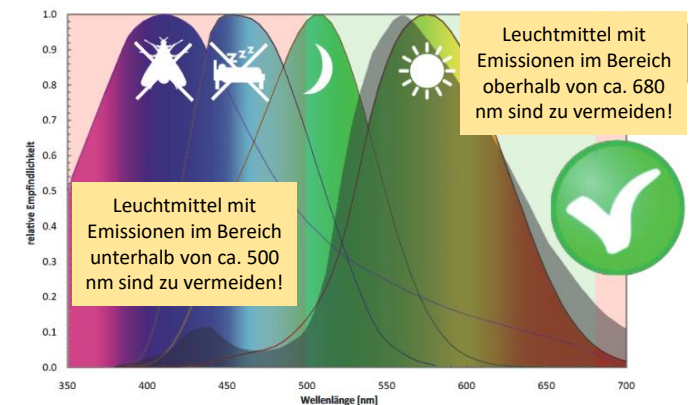 Leuchtmittel mit
Emissionen im Bereich
oberhalb von ca. 680
nm sind zu vermeiden!
Leuchtmittel mit
Emissionen im Bereich
unterhalb von ca. 500
nm sind zu vermeiden!
zzz
relative Empfindlichkeit
1.0
0.9
0.8
0.7
0.6
0.5
0.4
0.3
0.2
0.1
0.0
350 400 450 500 550 600 650 700
Wellenlänge [nm]